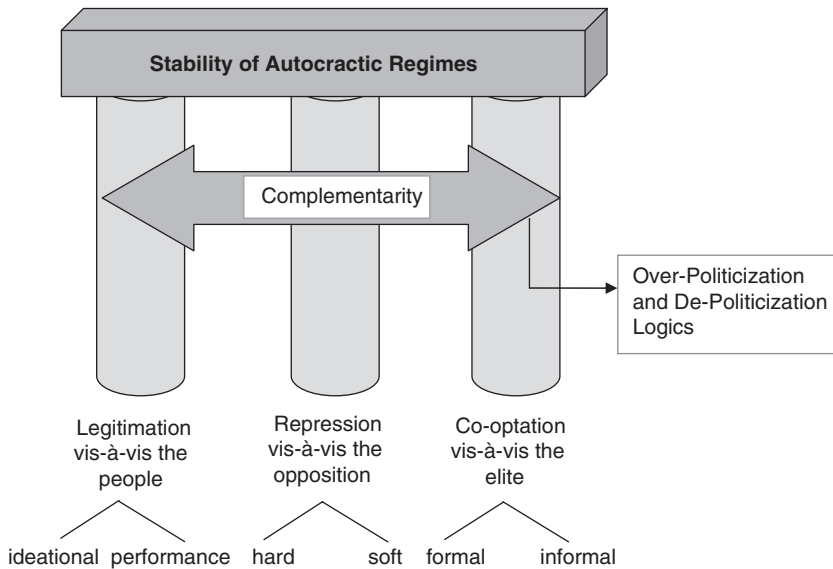 Stability of Autocractic Regimes
Complementarity
Over-Politicization
and De-Politicization
Logics
Legitimation
vis-à-vis the
people
Repression
vis-à-vis the
opposition
Co-optation
vis-à-vis the
elite
ideational performance hard soft formal informal